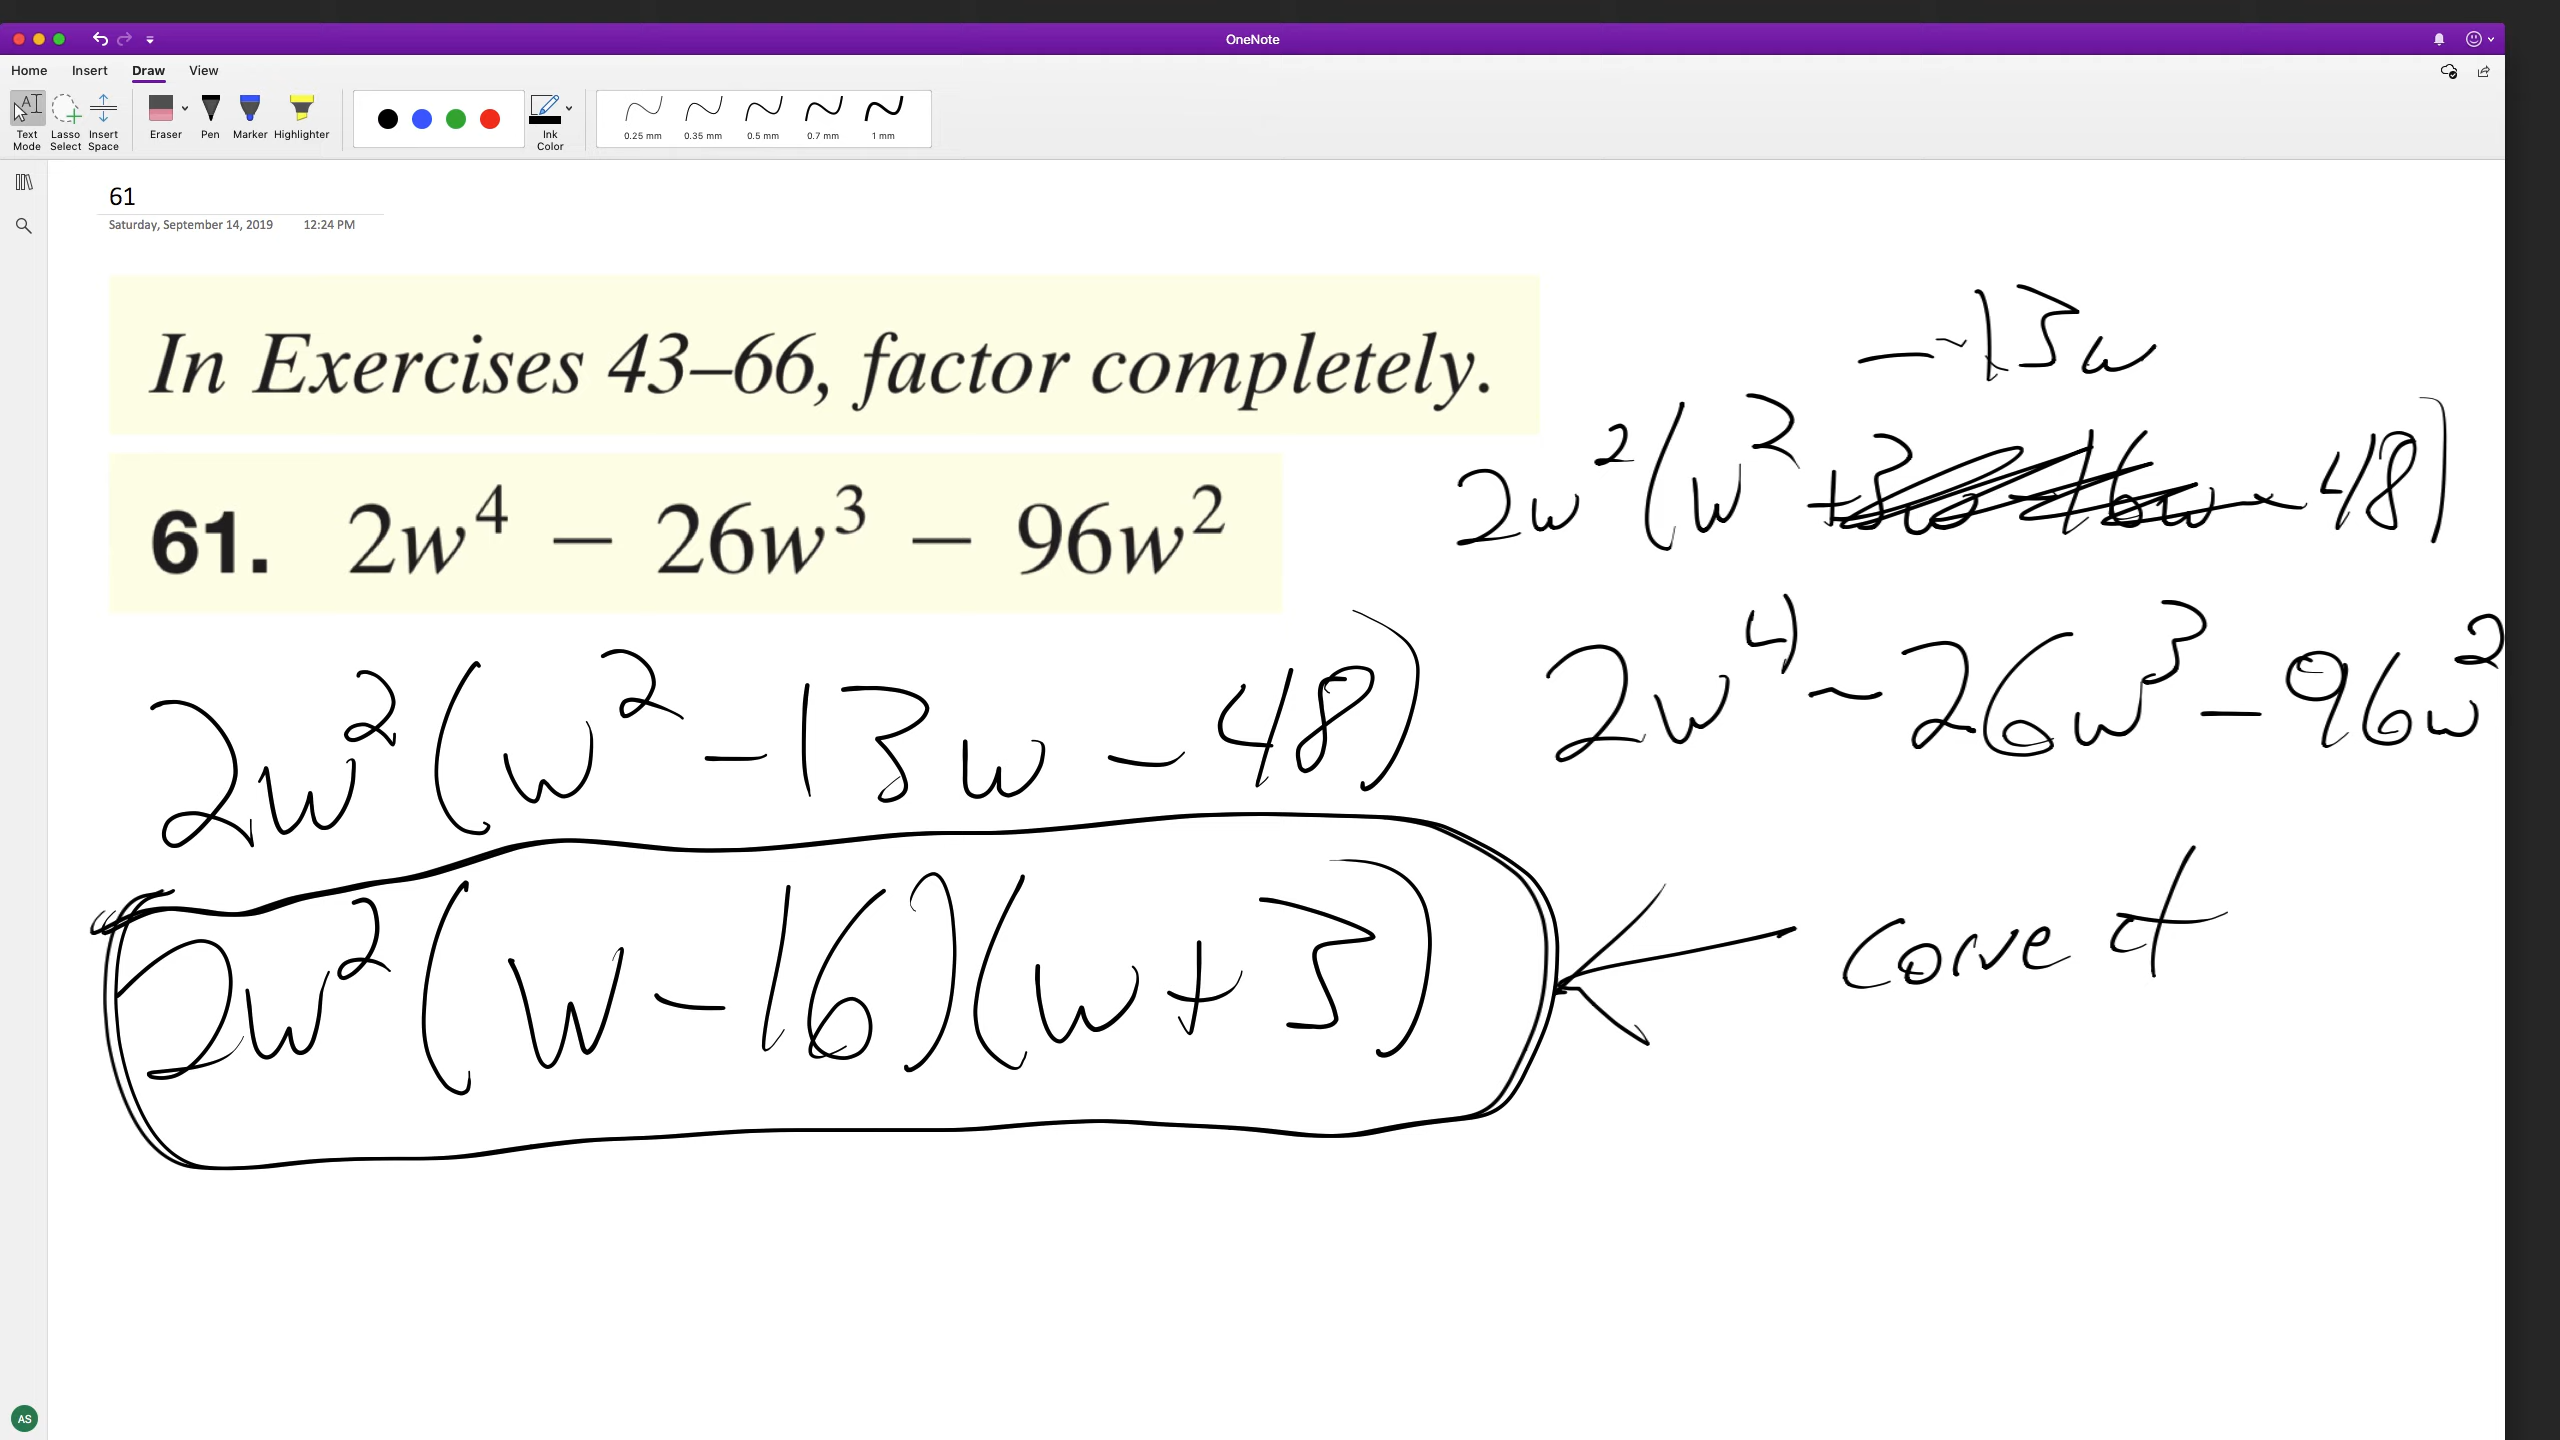 OneNote
Home Insert Draw View
Text Mode Lasso Select Insert Space Eraser Pen Marker Highlighter Ink Color 0.25 mm 0.35 mm 0.5 mm 0.7 mm 1 mm
61
Saturday, September 14, 2019 12:24 PM
In Exercises 43–66, factor completely.
61. 2w⁴ − 26w³ − 96w²
2w²(w² − 13w − 48)
2w²(w − 16)(w + 3)
−13w
2w²(w² +3w −16w −48)
2w⁴ − 26w³ − 96w²
correct
AS